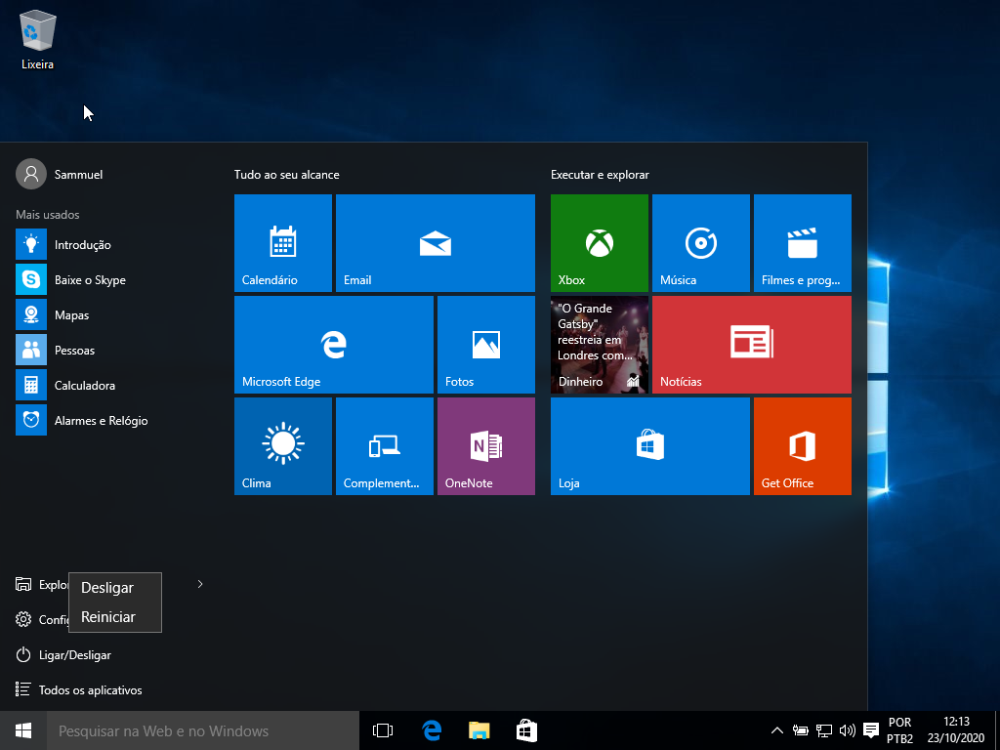 Lixeira
Sammuel
Mais usados
Introdução
Baixe o Skype
Mapas
Pessoas
Calculadora
Alarmes e Relógio
Tudo ao seu alcance
Calendário
Email
Microsoft Edge
Fotos
Clima
Complement...
N
OneNote
Executar e explorar
Xbox
Música
Filmes e prog...
"O Grande
Gatsby"
reestreia em
Londres com...
Dinheiro
Notícias
Loja
Get Office
Explo
Desligar
Config
Reiniciar
Ligar/Desligar
Todos os aplicativos
Pesquisar na Web e no Windows
POR
PTB2
12:13
23/10/2020